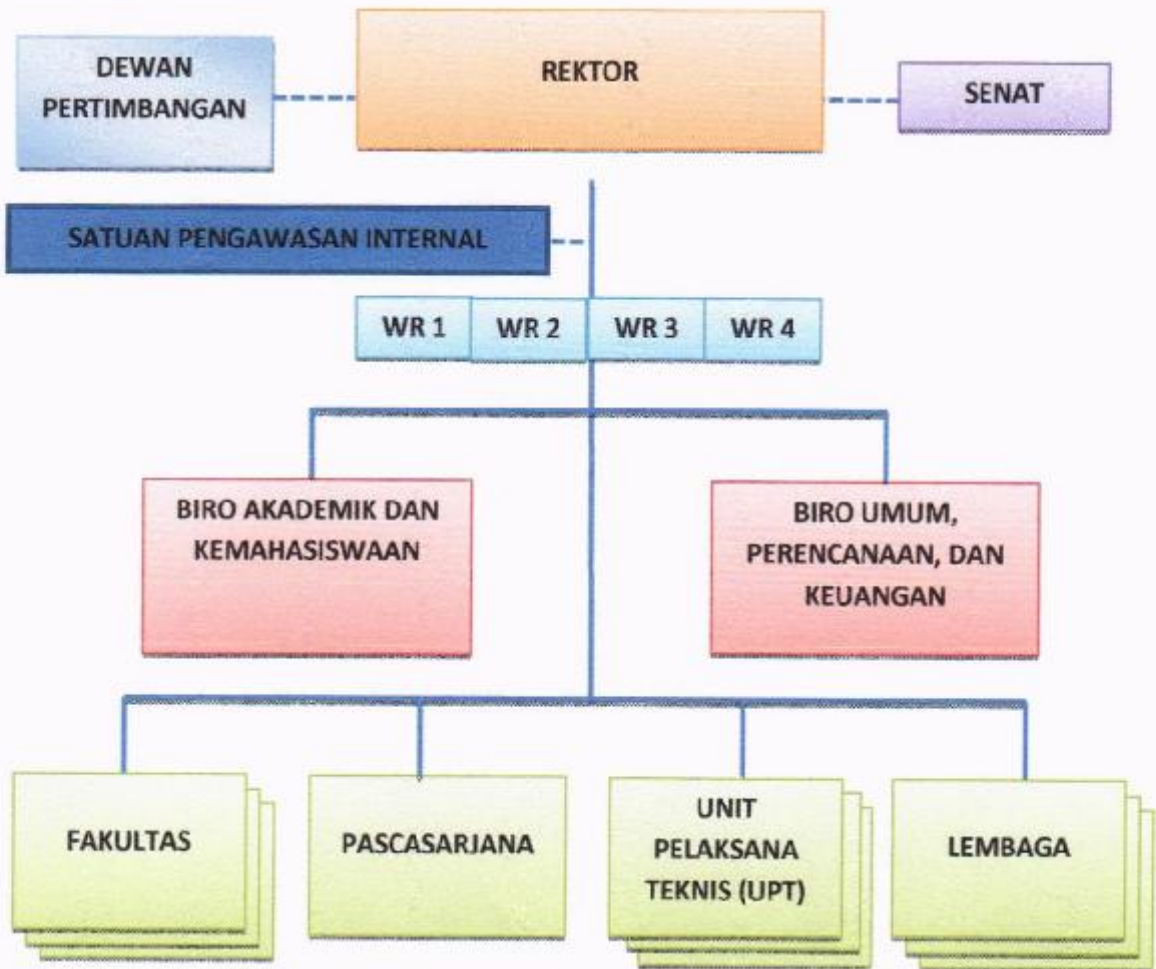 DEWAN
PERTIMBANGAN
REKTOR
SENAT
SATUAN PENGAWASAN INTERNAL
WR 1
WR 2
WR 3
WR 4
BIRO AKADEMIK DAN
KEMAHASISWAAN
BIRO UMUM,
PERENCANAAN, DAN
KEUANGAN
FAKULTAS
PASCASARJANA
UNIT
PELAKSANA
TEKNIS (UPT)
LEMBAGA